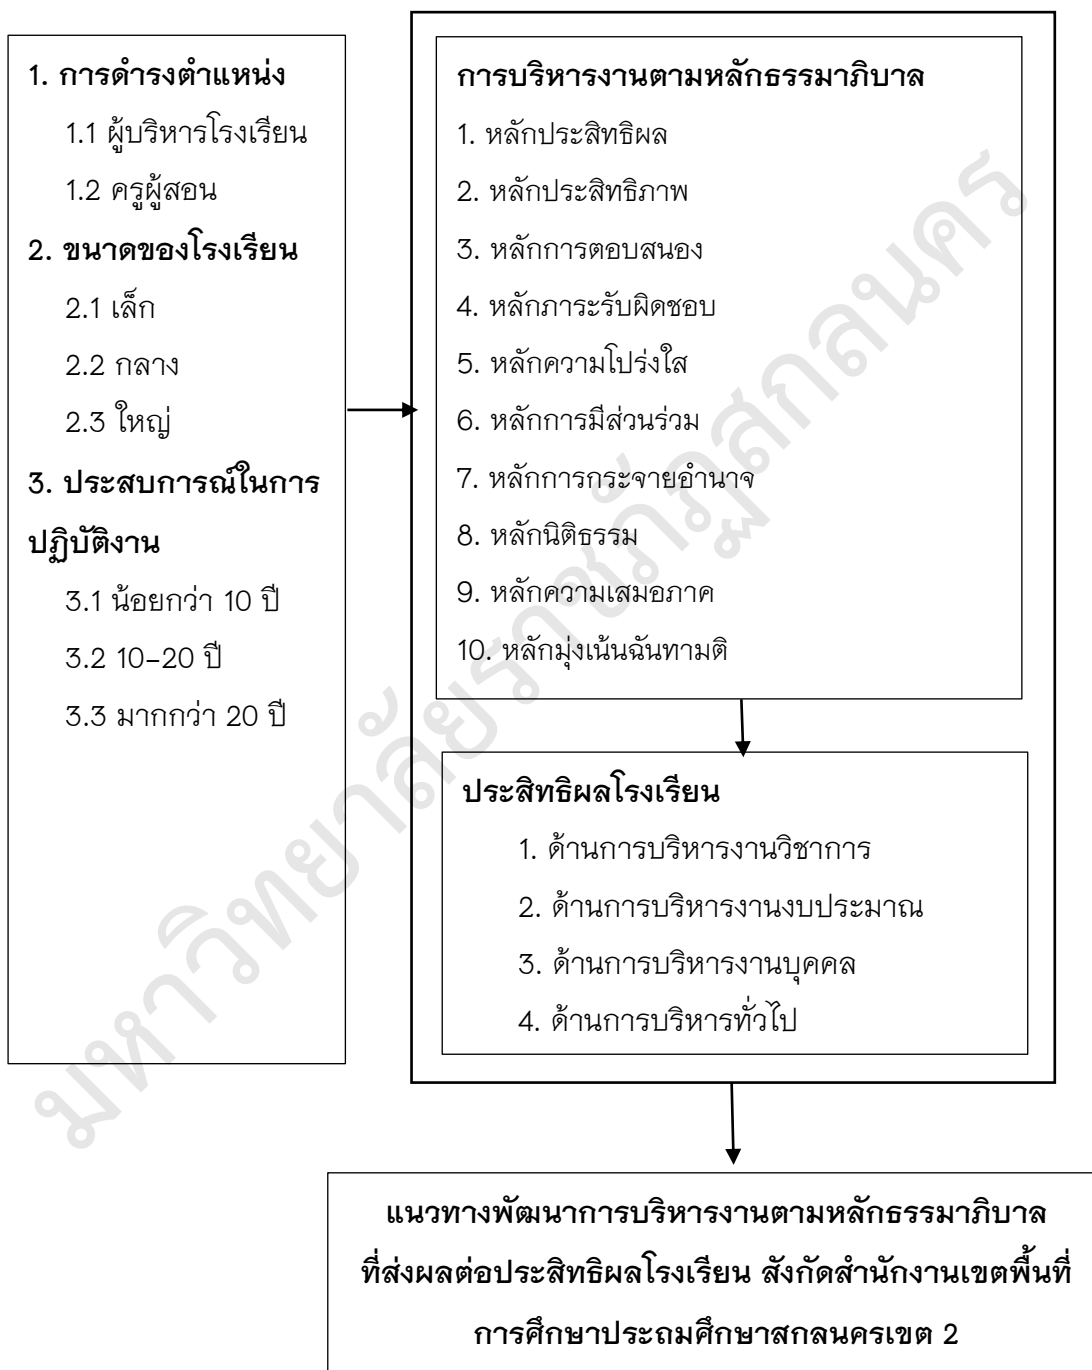 1. การดำรงตำแหน่ง
1.1 ผู้บริหารโรงเรียน
1.2 ครูผู้สอน
2. ขนาดของโรงเรียน
2.1 เล็ก
2.2 กลาง
2.3 ใหญ่
3. ประสบการณ์ในการ
ปฏิบัติงาน
3.1 น้อยกว่า 10 ปี
3.2 10–20 ปี
3.3 มากกว่า 20 ปี
การบริหารงานตามหลักธรรมาภิบาล
1. หลักประสิทธิผล
2. หลักประสิทธิภาพ
3. หลักการตอบสนอง
4. หลักภาระรับผิดชอบ
5. หลักความโปร่งใส
6. หลักการมีส่วนร่วม
7. หลักการกระจายอำนาจ
8. หลักนิติธรรม
9. หลักความเสมอภาค
10. หลักมุ่งเน้นฉันทามติ
ประสิทธิผลโรงเรียน
1. ด้านการบริหารงานวิชาการ
2. ด้านการบริหารงานงบประมาณ
3. ด้านการบริหารงานบุคคล
4. ด้านการบริหารทั่วไป
แนวทางพัฒนาการบริหารงานตามหลักธรรมาภิบาล
ที่ส่งผลต่อประสิทธิผลโรงเรียน สังกัดสำนักงานเขตพื้นที่
การศึกษาประถมศึกษาสกลนครเขต 2
มหาวิทยาลัยราชภัฏสกลนคร